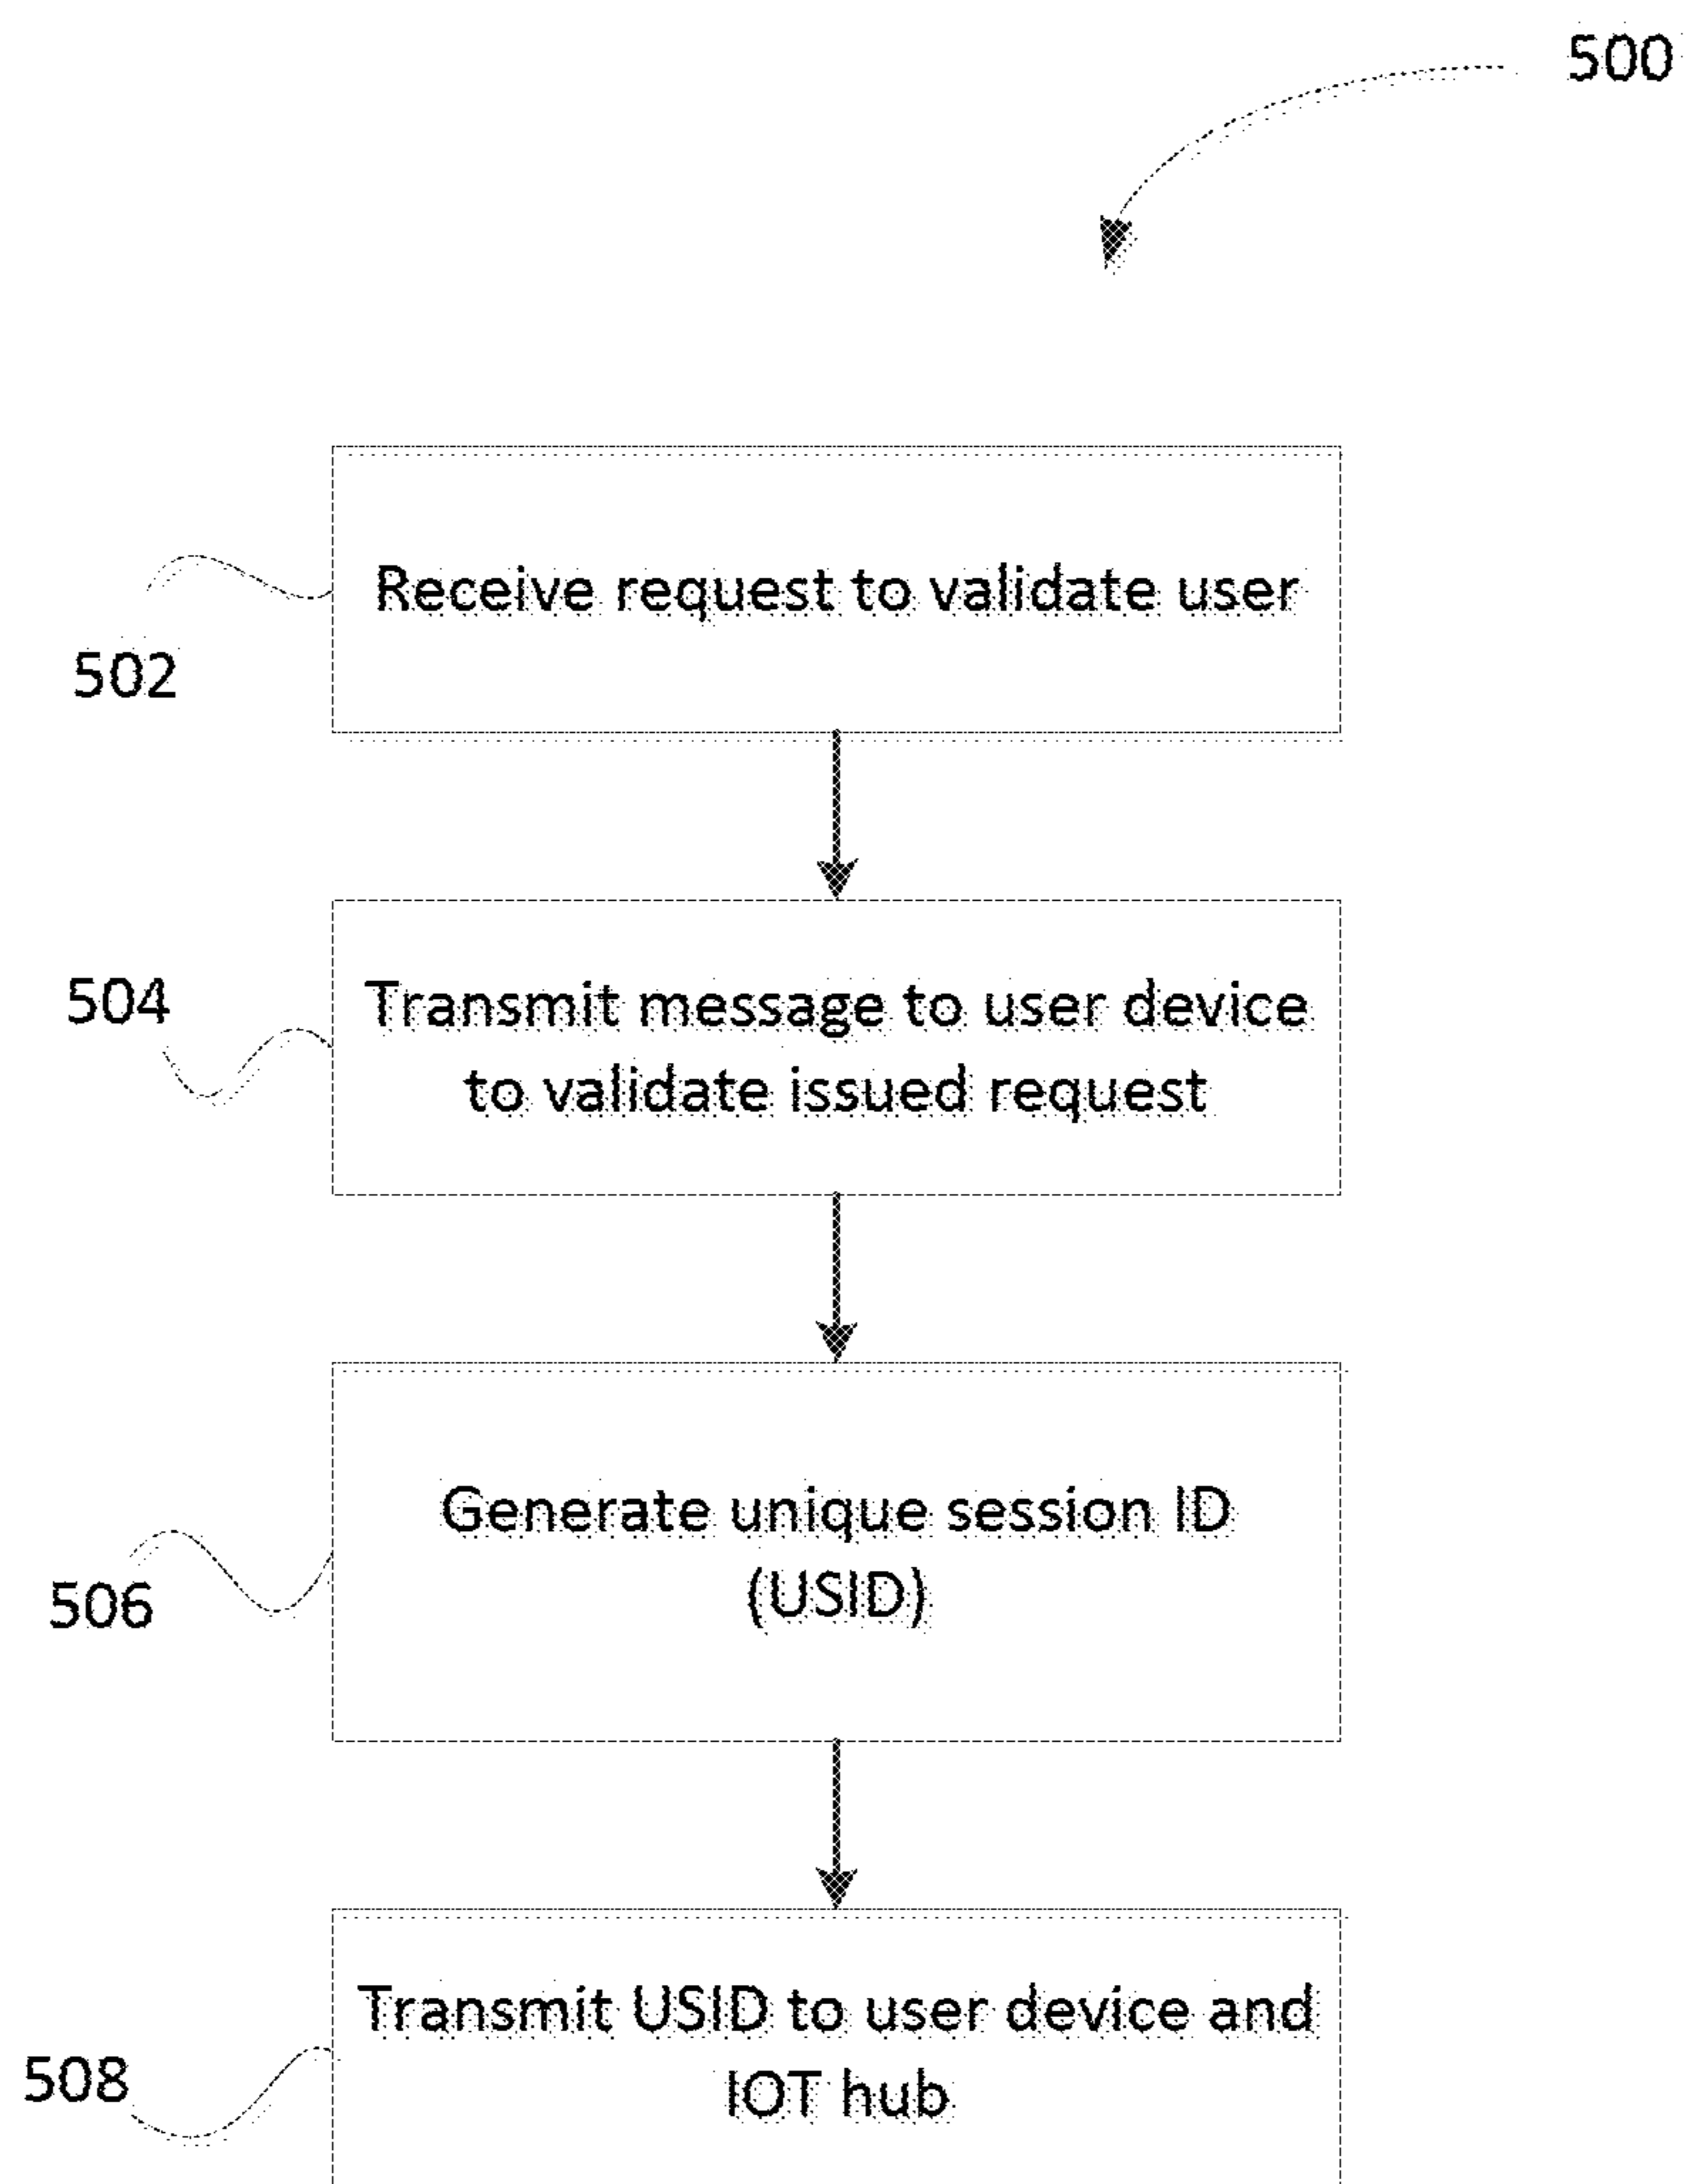 500
Receive request to validate user
502
504
Transmit message to user device
to validate issued request
Generate unique session ID
(USID)
506
Transmit USID to user device and
IOT hub
508